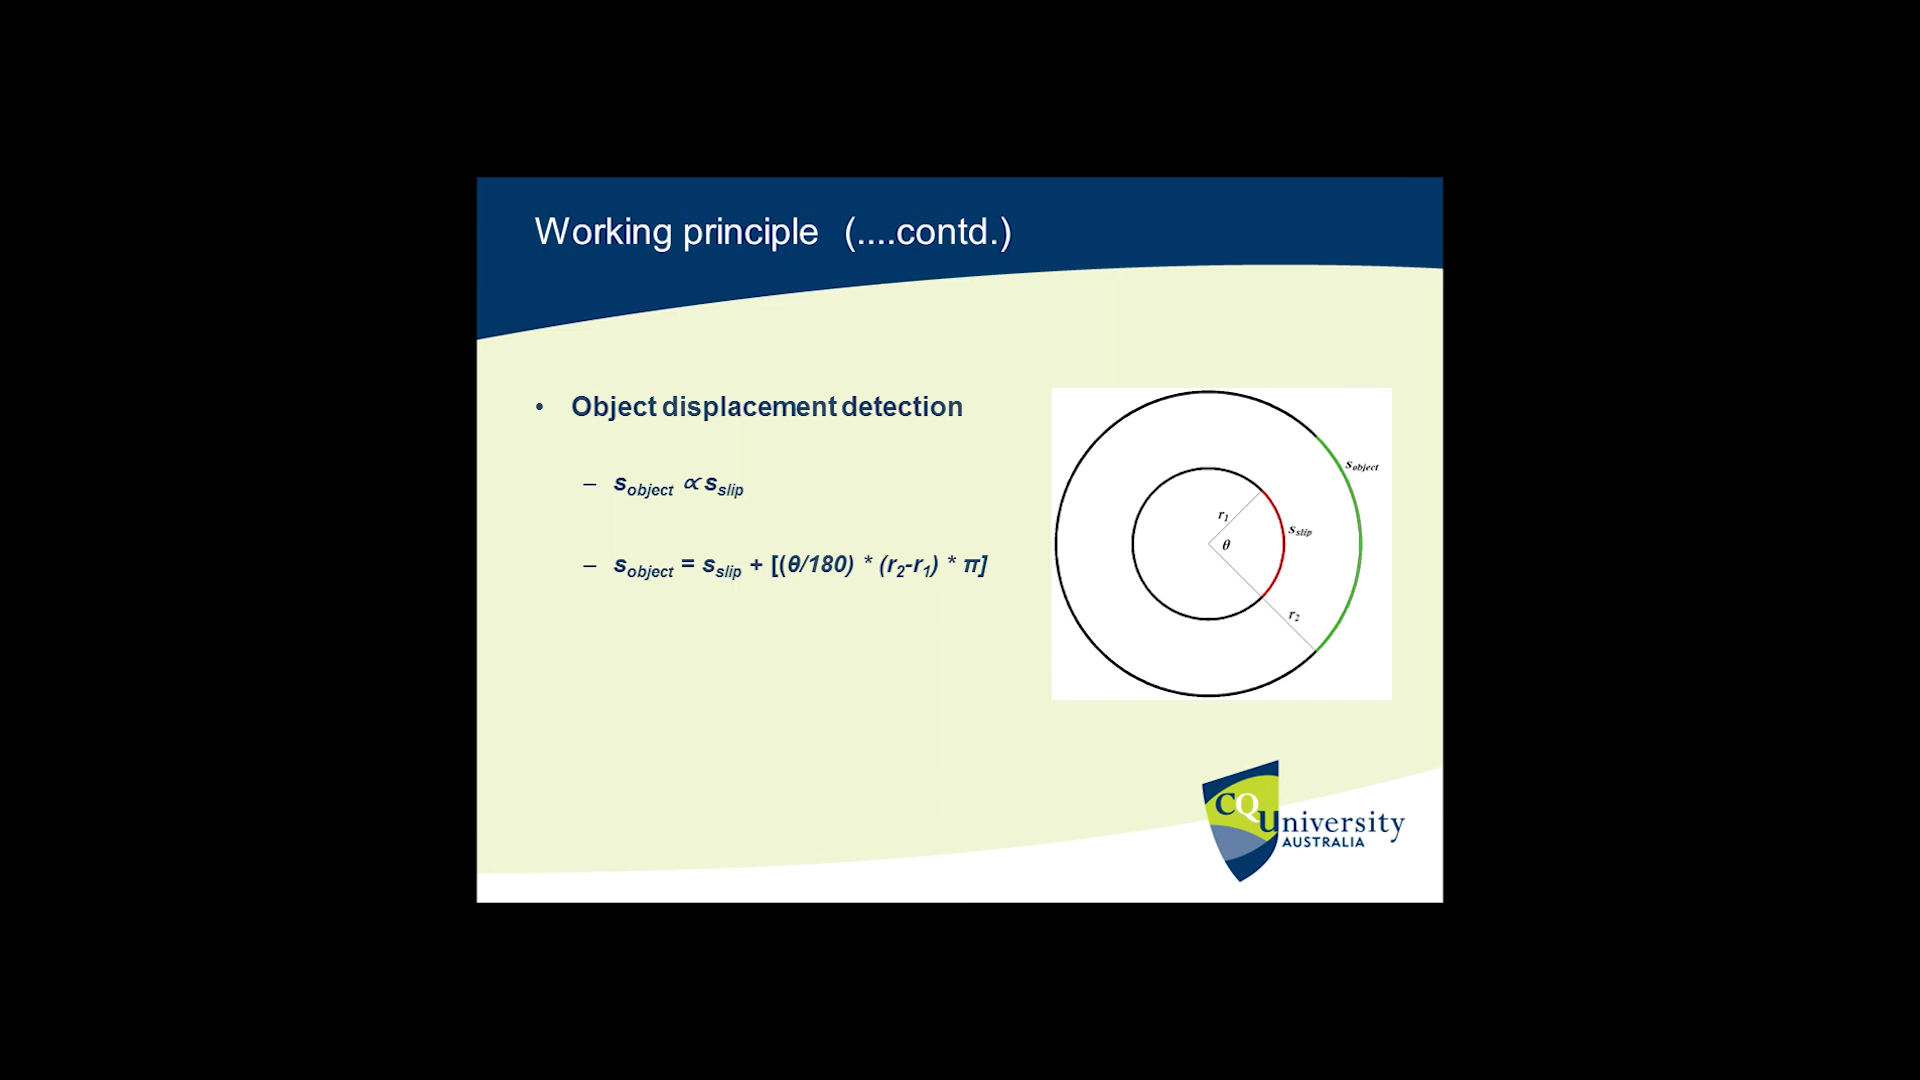 Working principle (....contd.)
• Object displacement detection
– s_object ∝ s_slip
– s_object = s_slip + [(θ/180) * (r_2-r_1) * π]
s_object
r_1
s_slip
θ
r_2
CQUniversity
AUSTRALIA